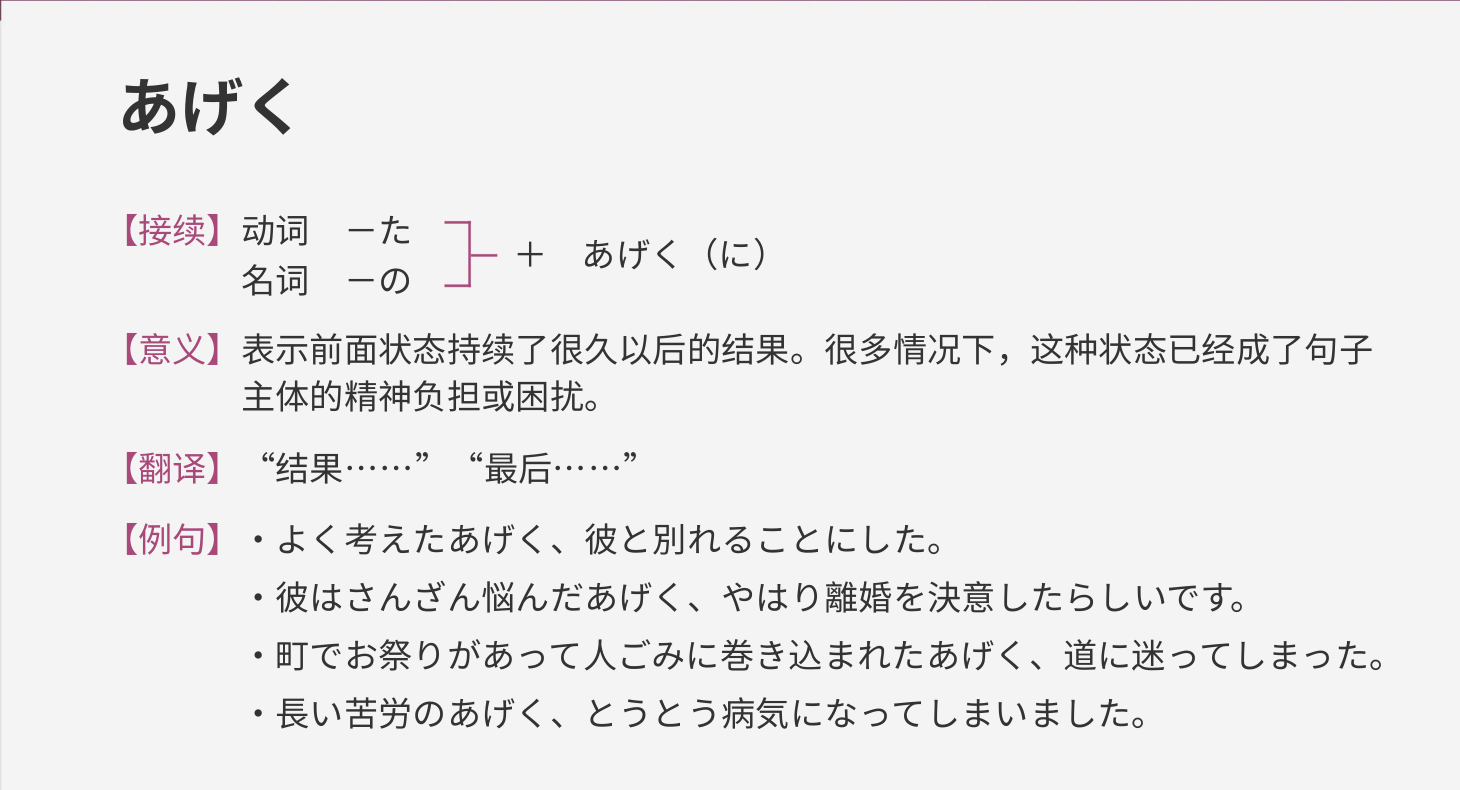 あげく
【接续】动词　－た
＋　あげく（に）
名词　－の
【意义】表示前面状态持续了很久以后的结果。很多情况下，这种状态已经成了句子
主体的精神负担或困扰。
【翻译】“结果……”　“最后……”
【例句】・よく考えたあげく、彼と別れることにした。
・彼はさんざん悩んだあげく、やはり離婚を決意したらしいです。
・町でお祭りがあって人ごみに巻き込まれたあげく、道に迷ってしまった。
・長い苦労のあげく、とうとう病気になってしまいました。